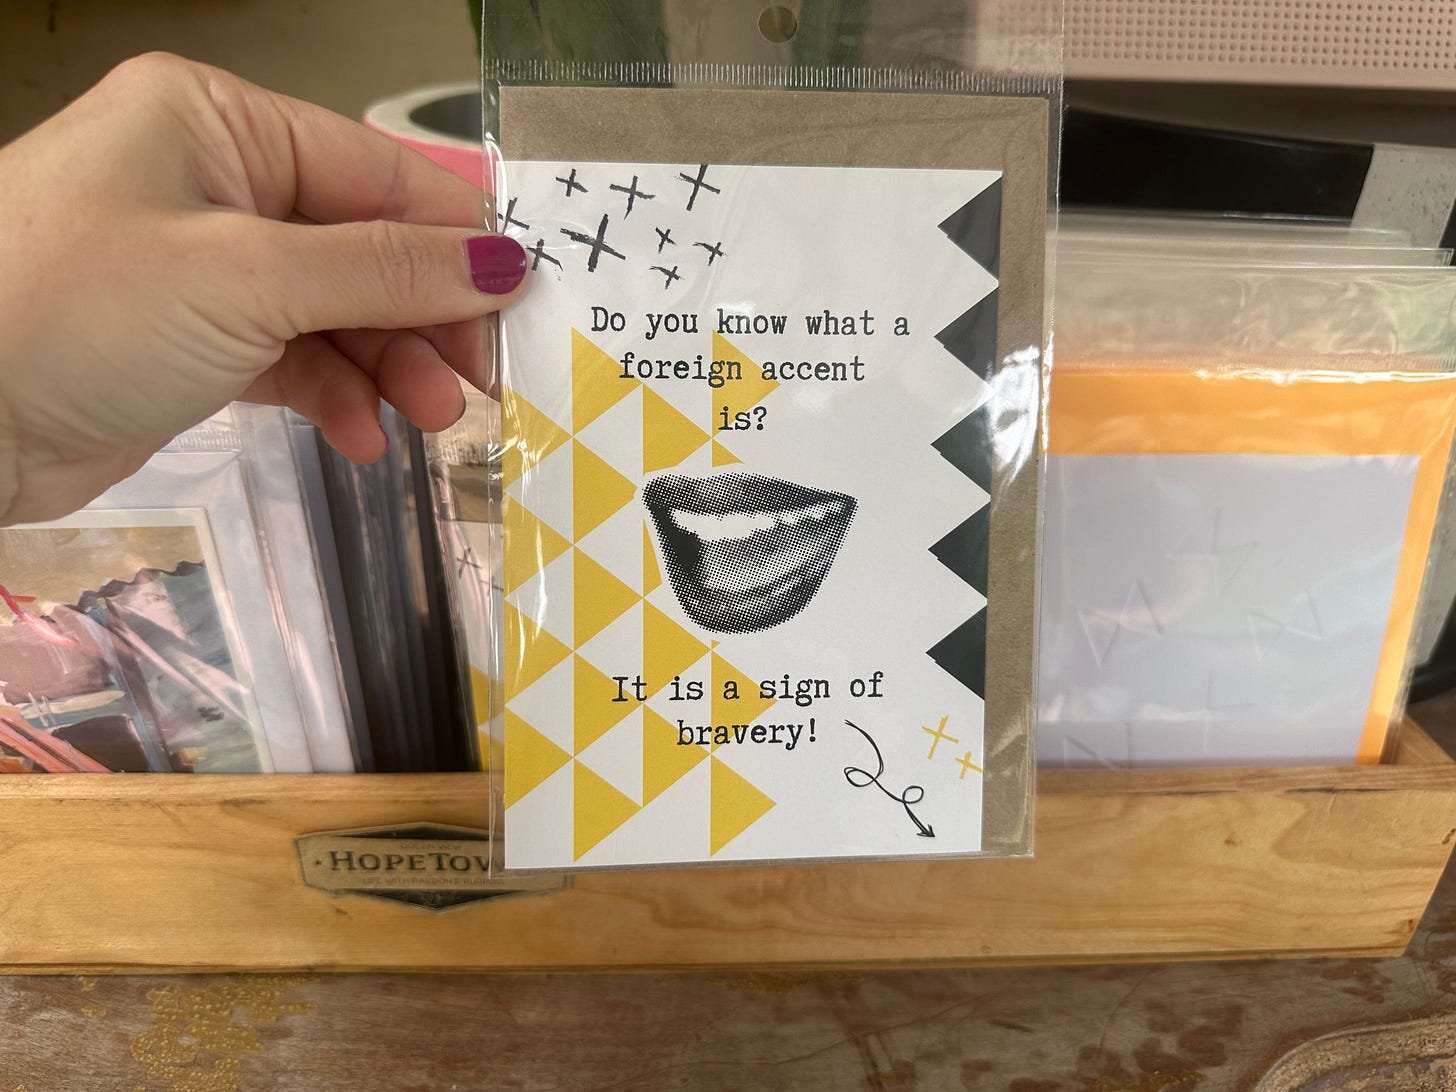 Do you know what a
foreign accent
is?
It is a sign of
bravery!
HOPETOW